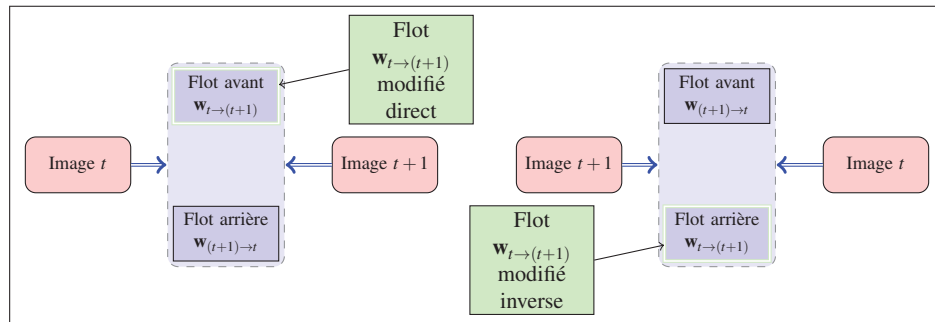 Flot
w_{t→(t+1)}
modifié
direct
Flot avant
w_{t→(t+1)}
Image t
Image t + 1
Flot arrière
w_{(t+1)→t}
Flot avant
w_{(t+1)→t}
Image t + 1
Image t
Flot
w_{t→(t+1)}
modifié
inverse
Flot arrière
w_{t→(t+1)}